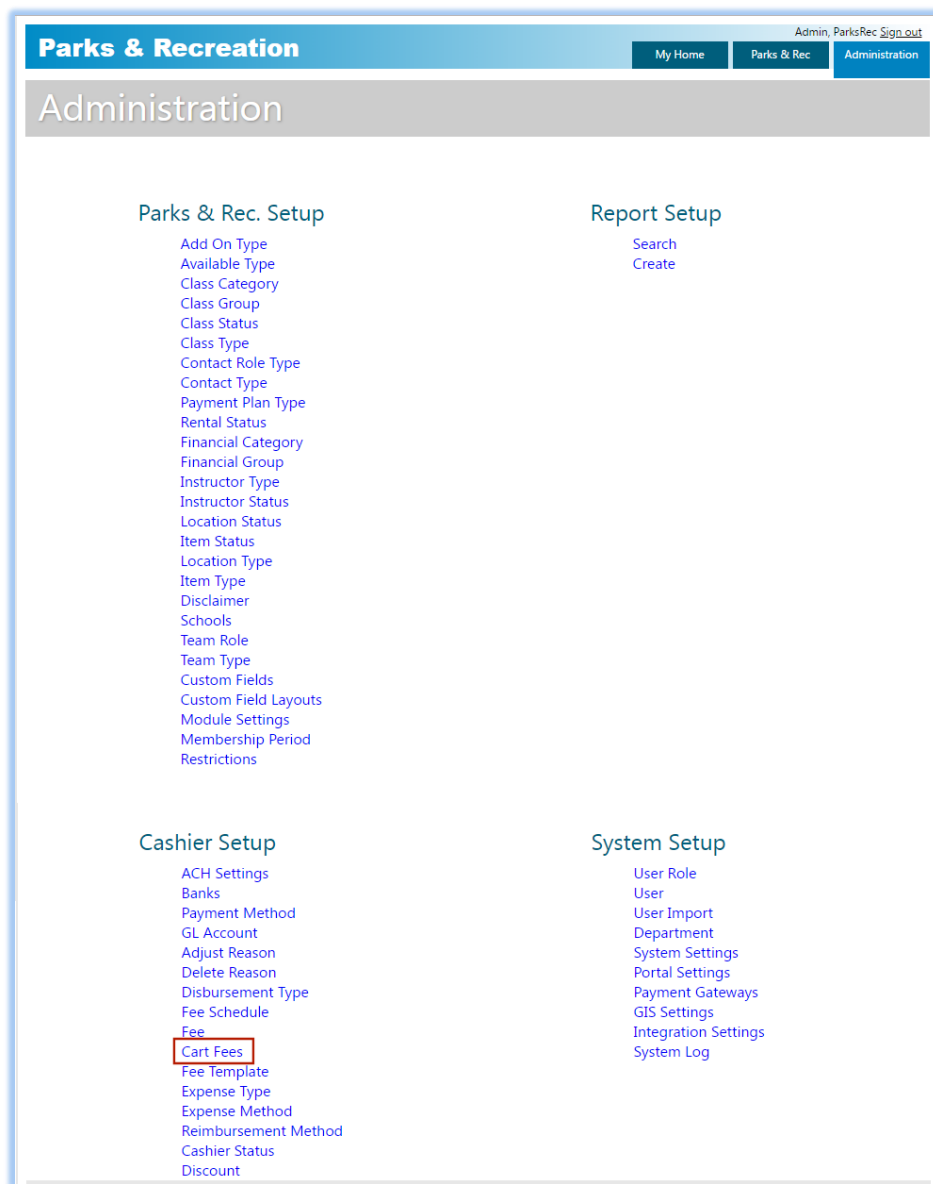 Admin, ParksRec Sign out
Parks & Recreation
My Home
Parks & Rec
Administration
Administration
Parks & Rec. Setup
Add On Type
Available Type
Class Category
Class Group
Class Status
Class Type
Contact Role Type
Contact Type
Payment Plan Type
Rental Status
Financial Category
Financial Group
Instructor Type
Instructor Status
Location Status
Item Status
Location Type
Item Type
Disclaimer
Schools
Team Role
Team Type
Custom Fields
Custom Field Layouts
Module Settings
Membership Period
Restrictions
Report Setup
Search
Create
Cashier Setup
ACH Settings
Banks
Payment Method
GL Account
Adjust Reason
Delete Reason
Disbursement Type
Fee Schedule
Fee
Cart Fees
Fee Template
Expense Type
Expense Method
Reimbursement Method
Cashier Status
Discount
System Setup
User Role
User
User Import
Department
System Settings
Portal Settings
Payment Gateways
GIS Settings
Integration Settings
System Log